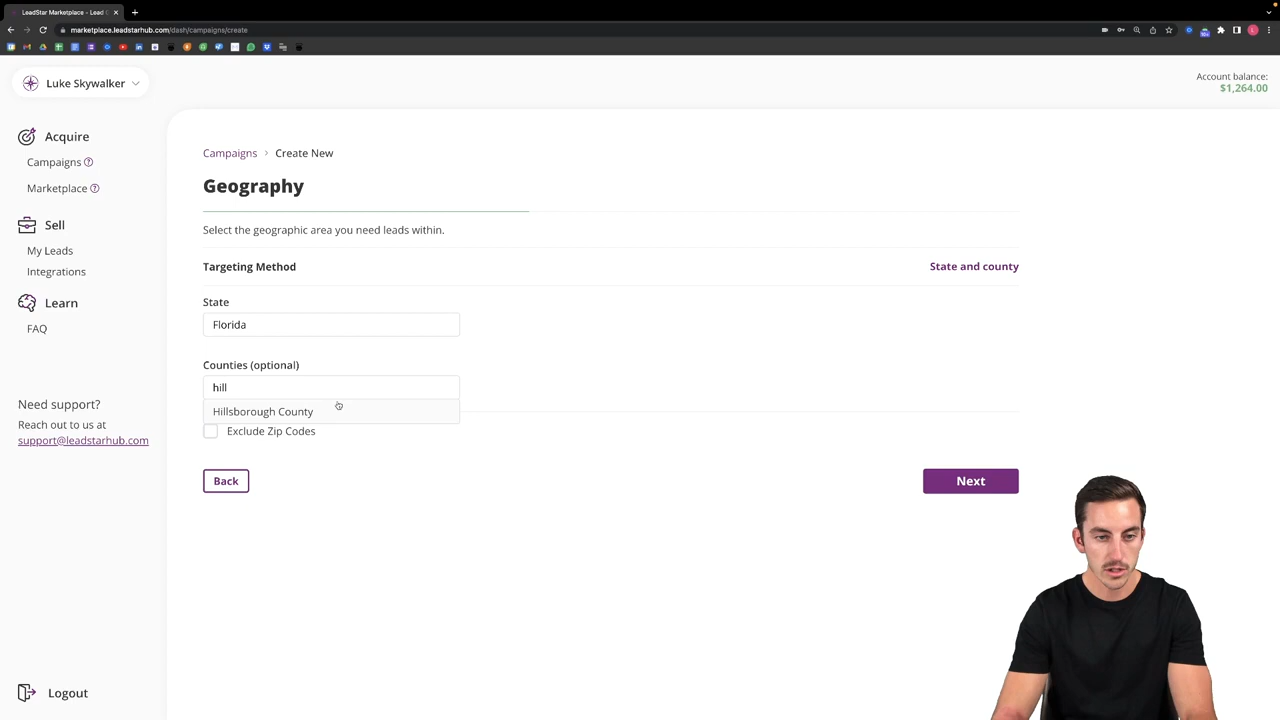 LeadStar Marketplace - Lead
marketplace.leadstarhub.com/dash/campaigns/create
Luke Skywalker
Account balance:
$1,264.00
Acquire
Campaigns
Marketplace
Sell
My Leads
Integrations
Learn
FAQ
Need support?
Reach out to us at
support@leadstarhub.com
Logout
Campaigns > Create New
Geography
Select the geographic area you need leads within.
Targeting Method
State and county
State
Florida
Counties (optional)
hill
Hillsborough County
Exclude Zip Codes
Back
Next